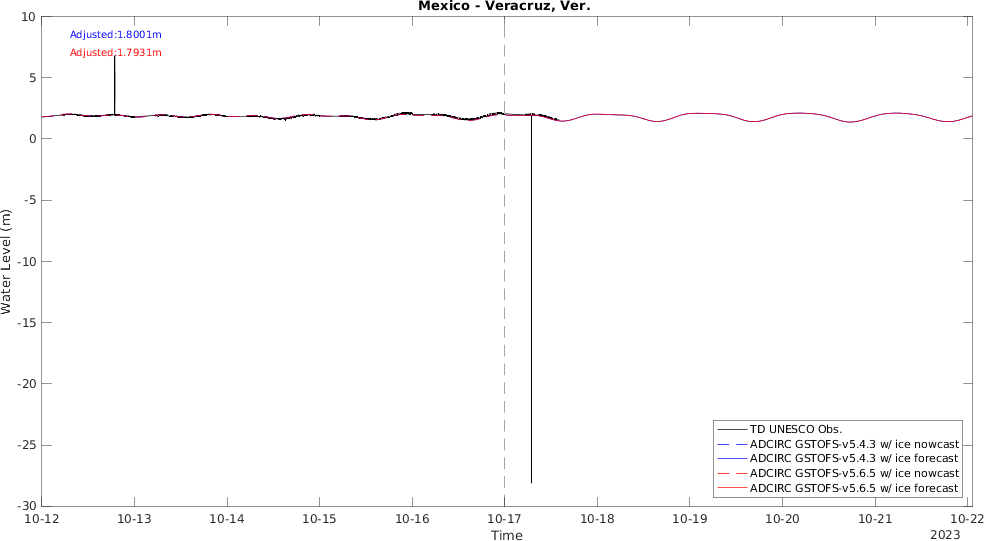 Mexico - Veracruz, Ver.
Adjusted:1.8001m
Adjusted:1.7931m
10
5
0
-5
-10
-15
-20
-25
-30
Water Level (m)
TD UNESCO Obs.
ADCIRC GSTOFS-v5.4.3 w/ ice nowcast
ADCIRC GSTOFS-v5.4.3 w/ ice forecast
ADCIRC GSTOFS-v5.6.5 w/ ice nowcast
ADCIRC GSTOFS-v5.6.5 w/ ice forecast
10-12 10-13 10-14 10-15 10-16 10-17 10-18 10-19 10-20 10-21 10-22
Time
2023